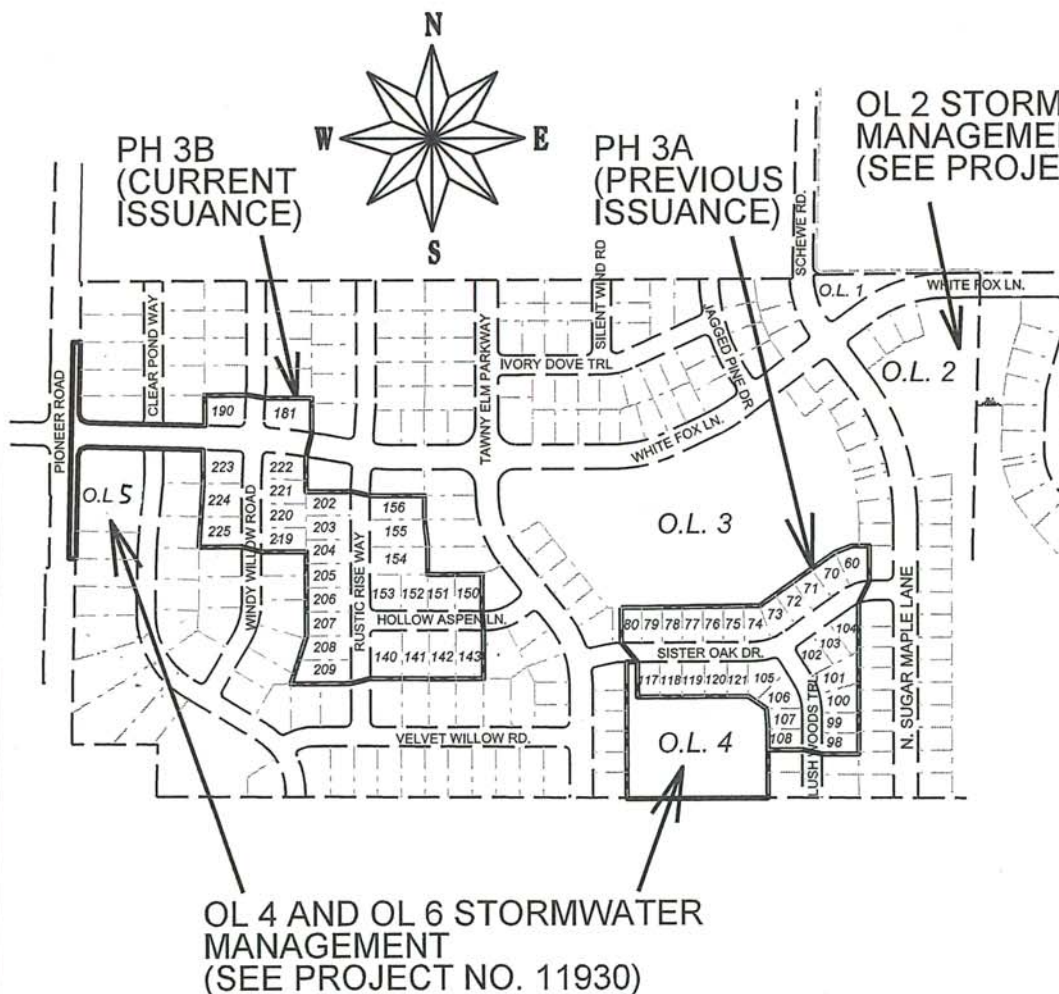 N
W
E
S
PH 3B
(CURRENT
ISSUANCE)
PH 3A
(PREVIOUS
ISSUANCE)
OL 2 STORM
MANAGEMEN
(SEE PROJE
SCHEWE RD.
O.L. 1
WHITE FOX LN.
O.L. 2
CLEAR POND WAY
SILENT WIND RD
TAWNY ELM PARKWAY
IVORY DOVE TRL
JAGGED PINE DR
WHITE FOX LN.
PIONEER ROAD
190
181
O.L 5
223
224
225
222
221
220
219
WINDY WILLOW ROAD
202
203
204
205
206
207
208
209
RUSTIC RISE WAY
156
155
154
153 152 151 150
HOLLOW ASPEN LN.
140 141 142 143
O.L. 3
80 79 78 77 76 75 74 73 72 71 70 60
SISTER OAK DR.
117 118 119 120 121 105
106
107
108
104
103
102
101
100
99
98
LUSH WOODS TRL
N. SUGAR MAPLE LANE
O.L. 4
VELVET WILLOW RD.
OL 4 AND OL 6 STORMWATER
MANAGEMENT
(SEE PROJECT NO. 11930)